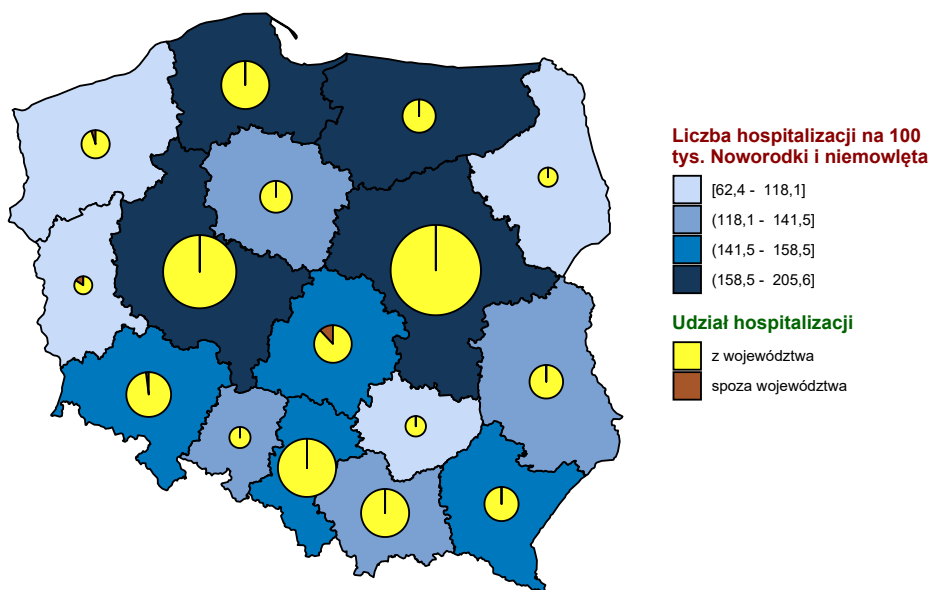 Liczba hospitalizacji na 100
tys. Noworodki i niemowlęta
[62,4 - 118,1]
(118,1 - 141,5]
(141,5 - 158,5]
(158,5 - 205,6]
Udział hospitalizacji
z województwa
spoza województwa